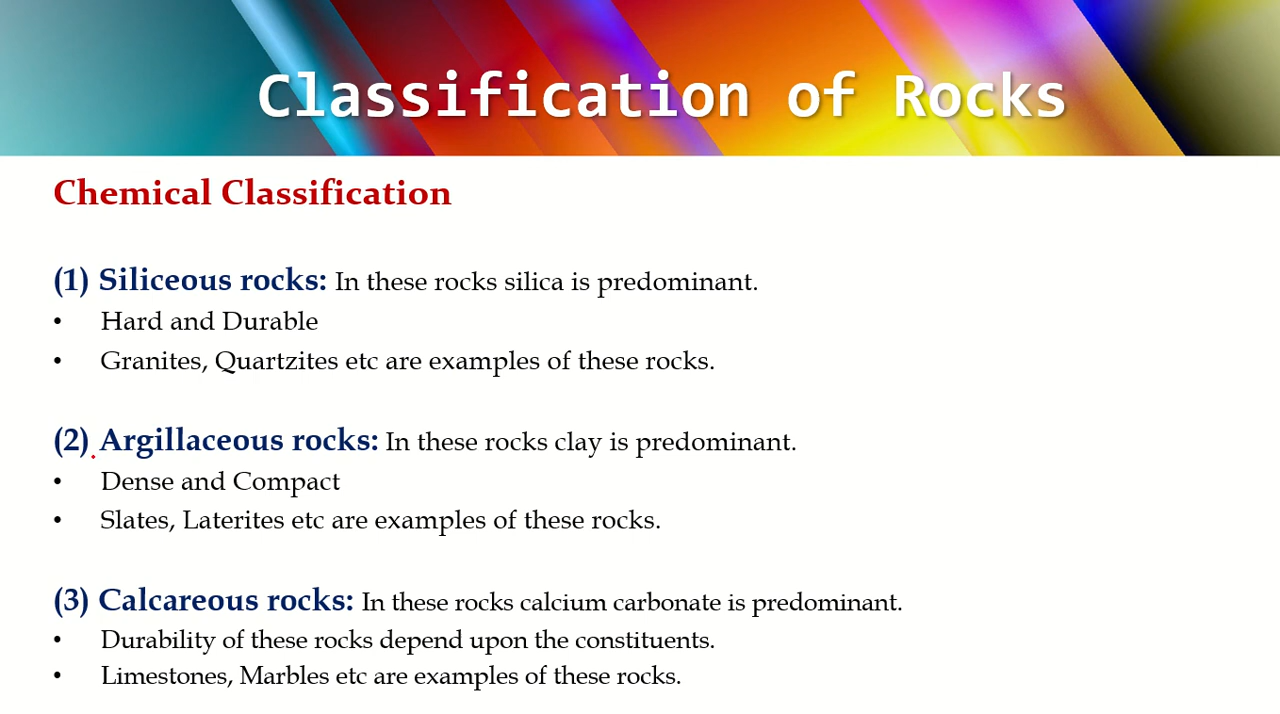 Classification of Rocks
Chemical Classification
(1) Siliceous rocks: In these rocks silica is predominant.
• Hard and Durable
• Granites, Quartzites etc are examples of these rocks.
(2) Argillaceous rocks: In these rocks clay is predominant.
• Dense and Compact
• Slates, Laterites etc are examples of these rocks.
(3) Calcareous rocks: In these rocks calcium carbonate is predominant.
• Durability of these rocks depend upon the constituents.
• Limestones, Marbles etc are examples of these rocks.